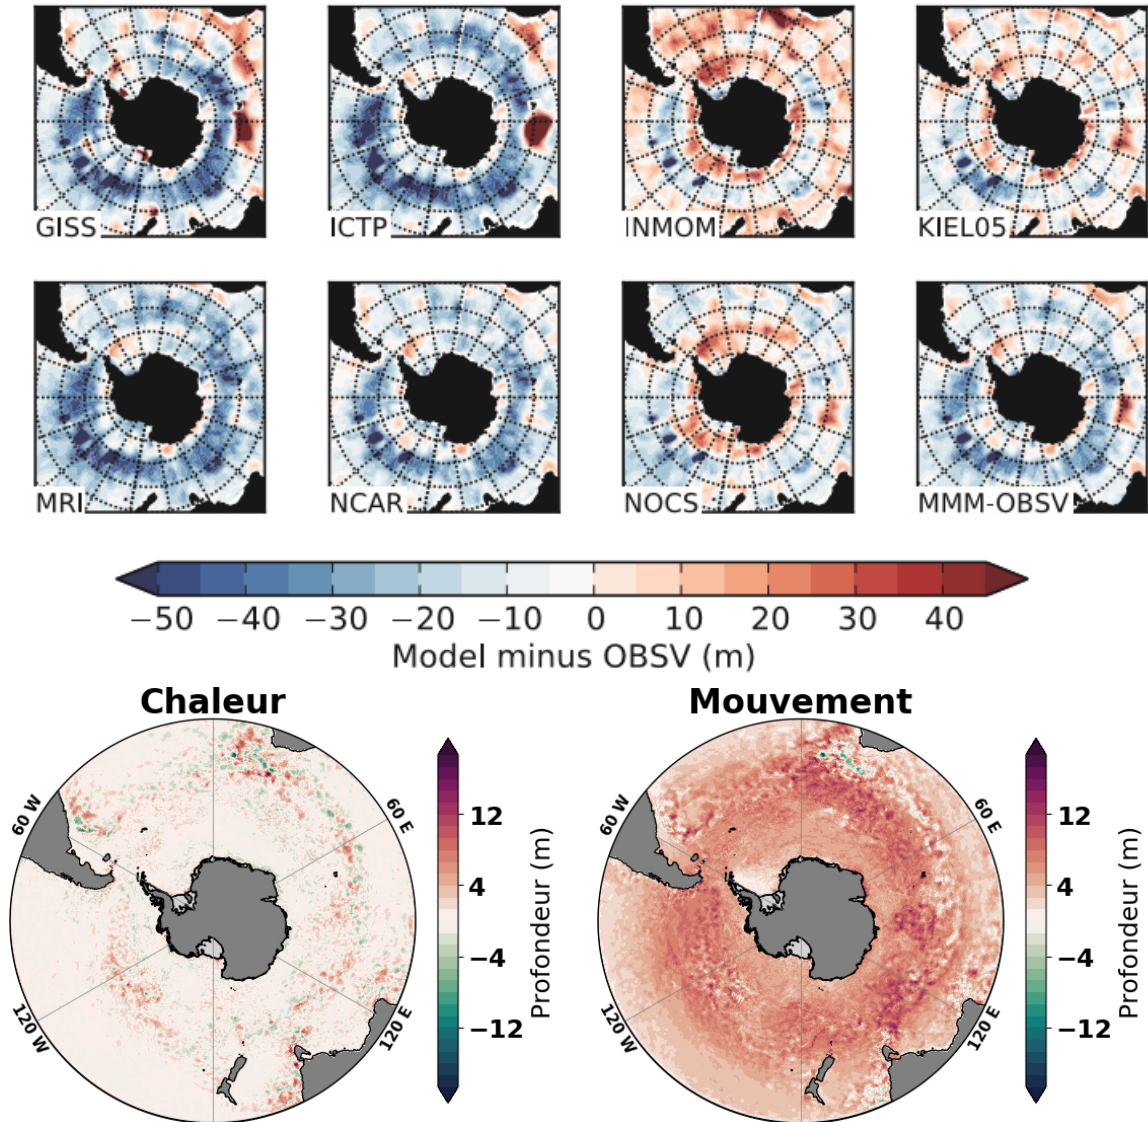 GISS
ICTP
INMOM
KIEL05
MRI
NCAR
NOCS
MMM-OBSV
−50 −40 −30 −20 −10 0 10 20 30 40
Model minus OBSV (m)
Chaleur
60 W
60 E
120 W
120 E
12
4
−4
−12
Profondeur (m)
Mouvement
60 W
60 E
120 W
120 E
12
4
−4
−12
Profondeur (m)